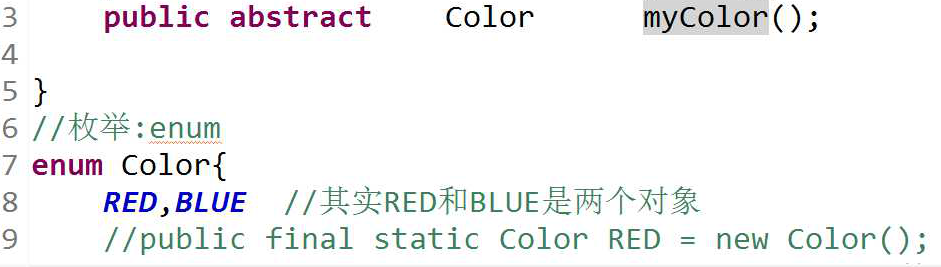 3 public abstract Color myColor();
4
5 }
6 //枚举:enum
7 enum Color{
8 RED,BLUE //其实RED和BLUE是两个对象
9 //public final static Color RED = new Color();